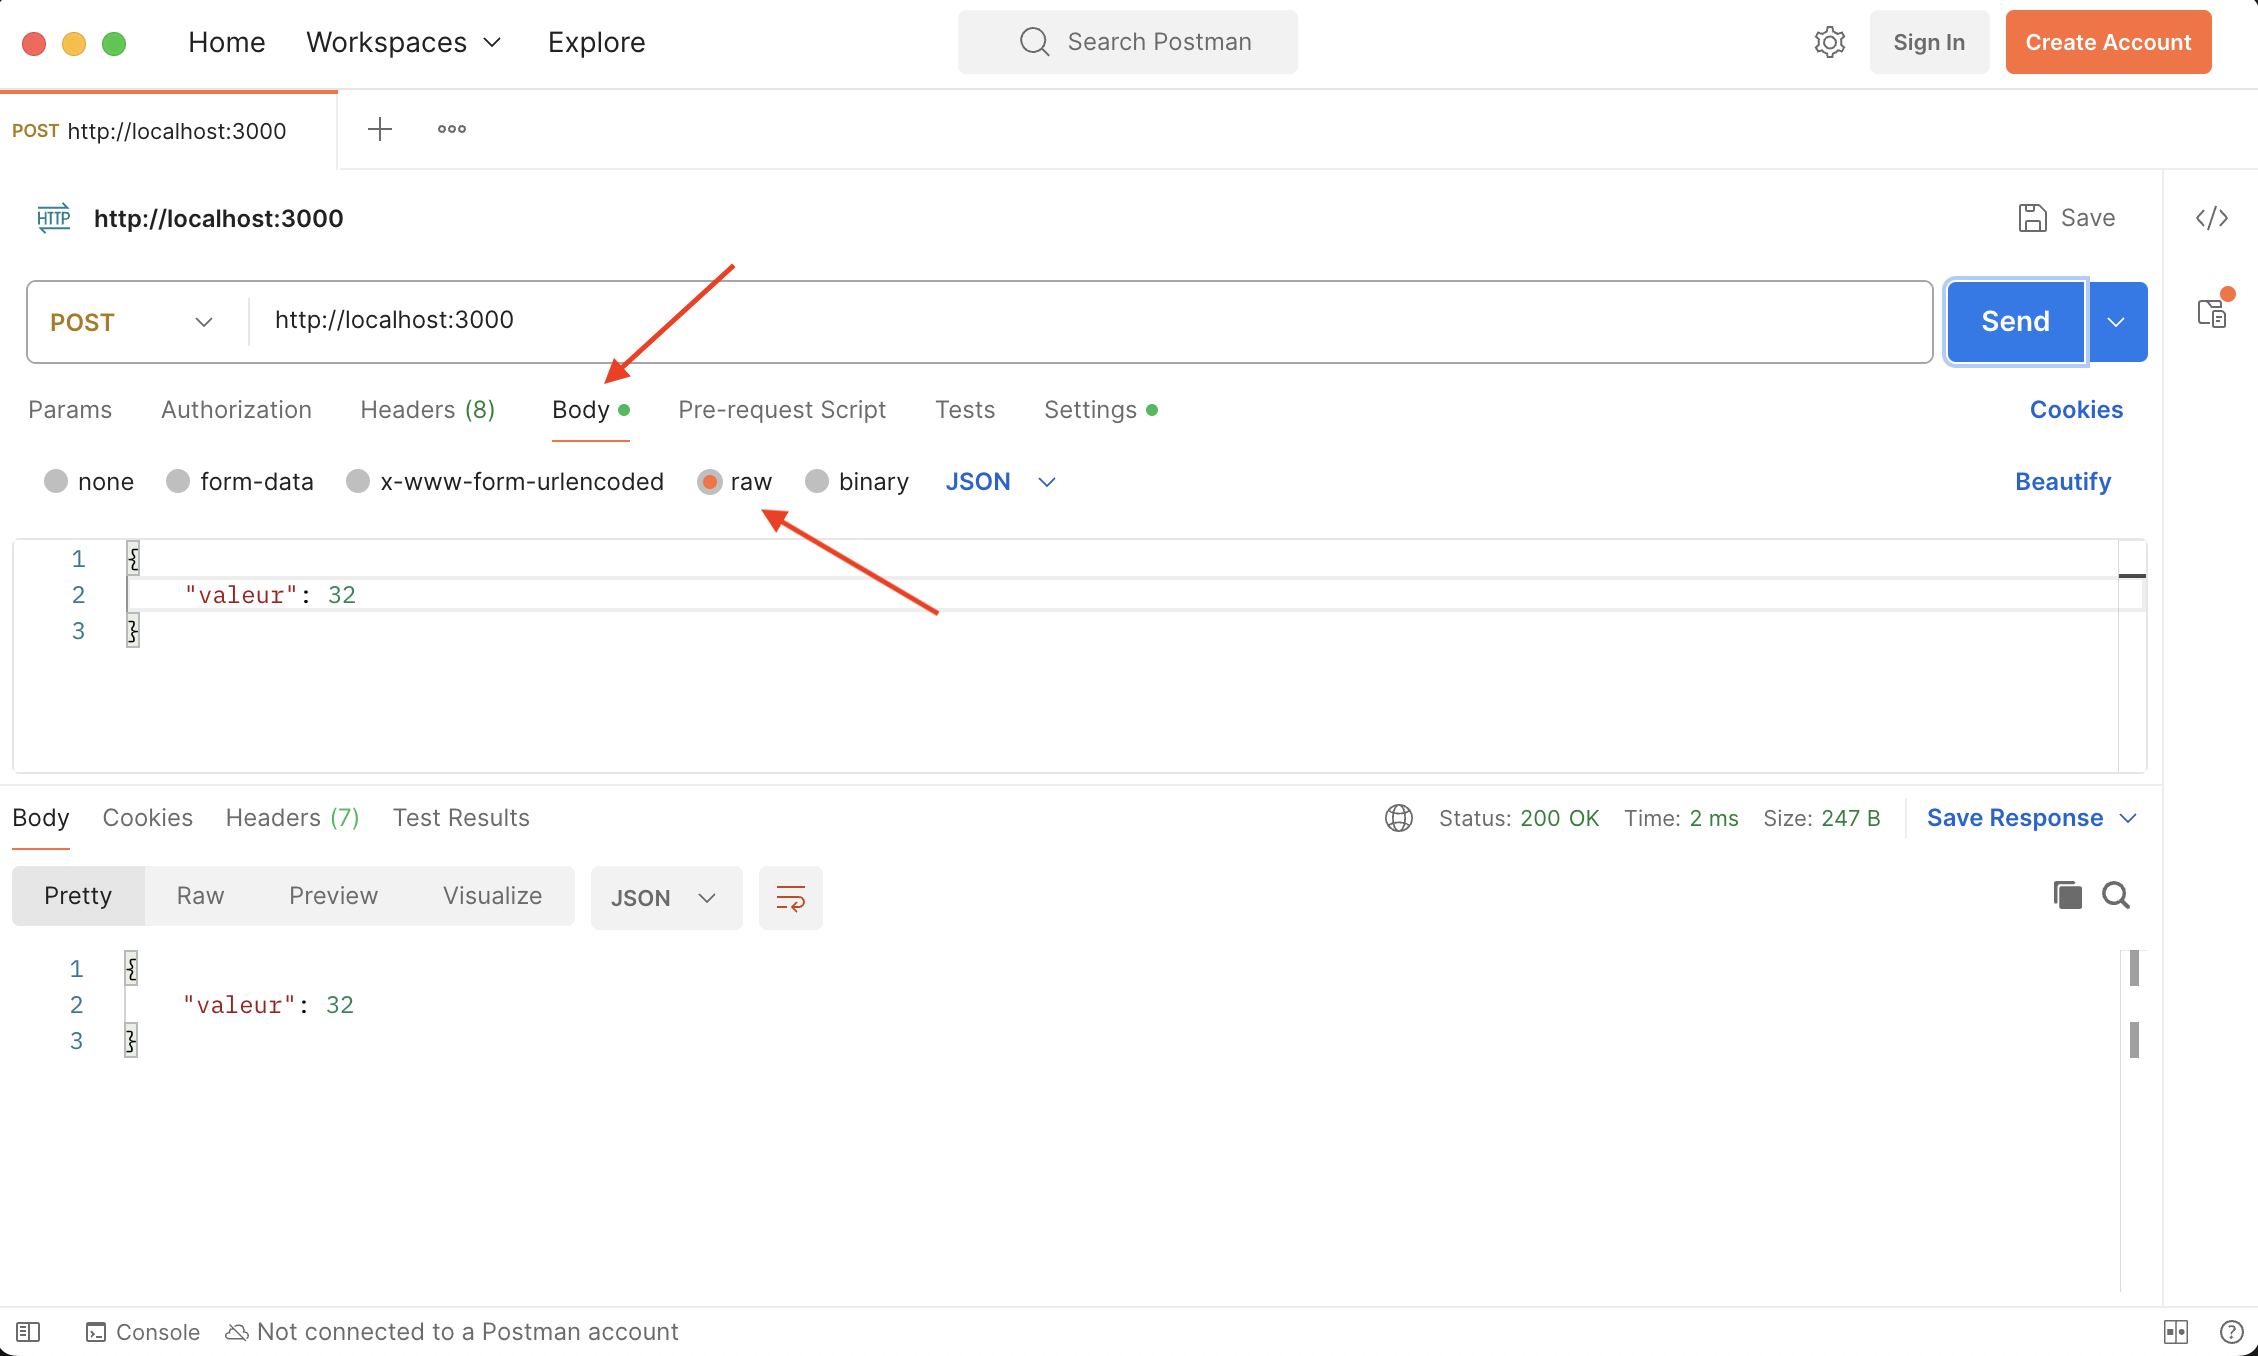 Home Workspaces Explore Search Postman Sign In Create Account
POST http://localhost:3000
HTTP http://localhost:3000 Save
POST http://localhost:3000 Send
Params Authorization Headers (8) Body Pre-request Script Tests Settings Cookies
none form-data x-www-form-urlencoded raw binary JSON Beautify
1 {
2 "valeur": 32
3 }
Body Cookies Headers (7) Test Results Status: 200 OK Time: 2 ms Size: 247 B Save Response
Pretty Raw Preview Visualize JSON
1 {
2 "valeur": 32
3 }
Console Not connected to a Postman account